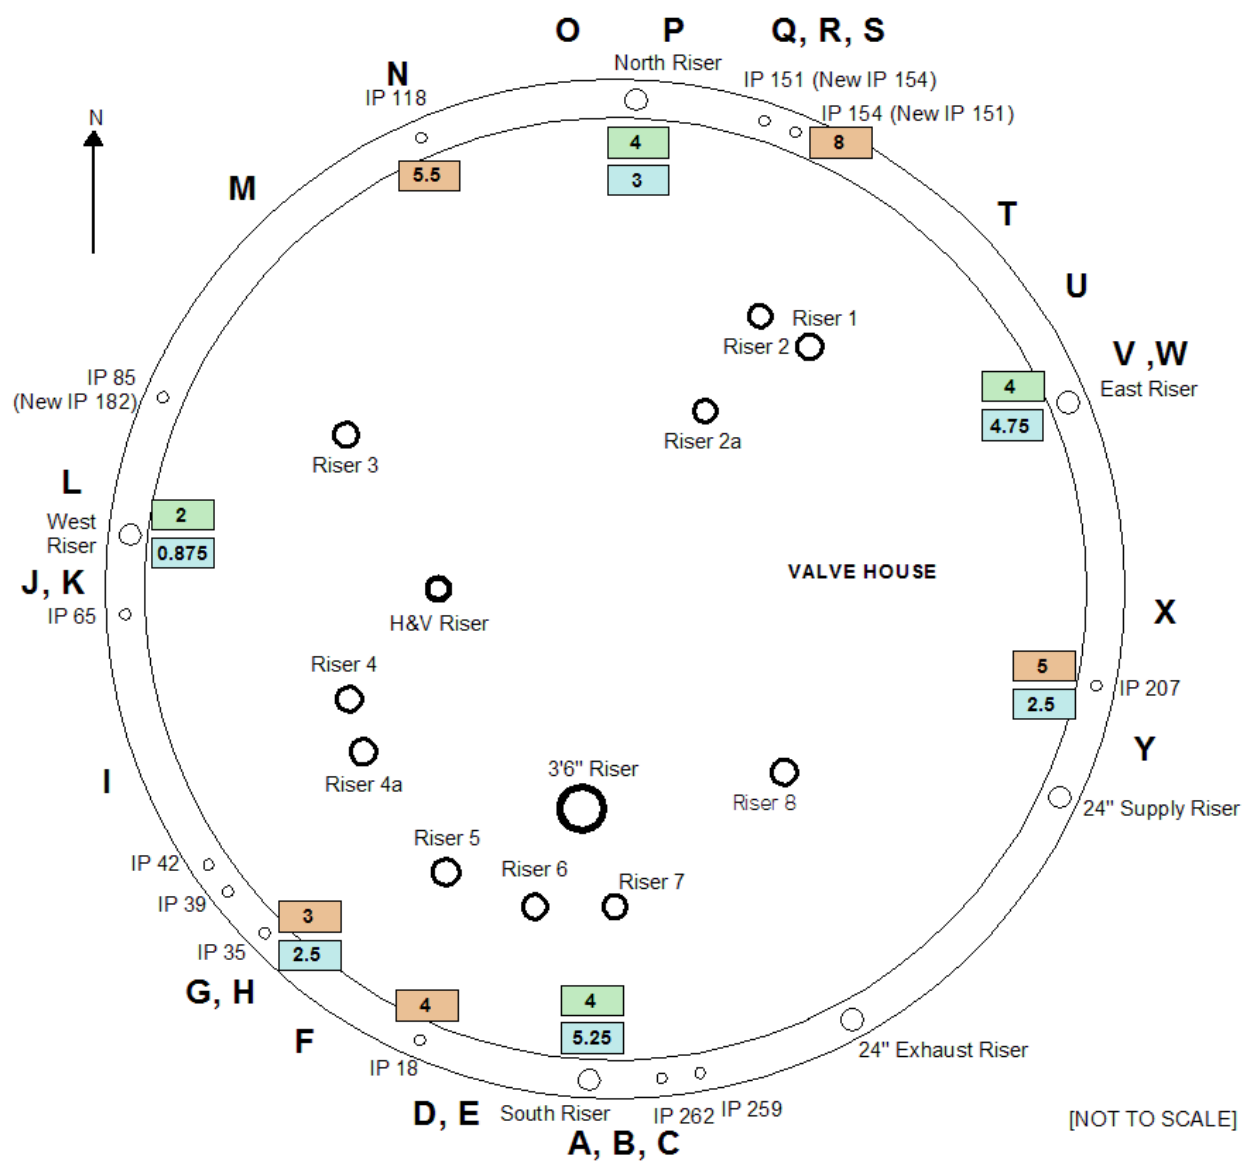 O
P
Q, R, S
North Riser
N
IP 118
IP 151 (New IP 154)
IP 154 (New IP 151)
N
4
3
8
5.5
M
T
U
Riser 1
Riser 2
V ,W
East Riser
4
4.75
IP 85
(New IP 182)
Riser 2a
Riser 3
L
West
Riser
2
0.875
J, K
IP 65
VALVE HOUSE
H&V Riser
X
5
2.5
IP 207
Riser 4
Y
Riser 4a
3'6" Riser
Riser 8
24" Supply Riser
I
Riser 5
Riser 6
Riser 7
IP 42
IP 39
3
2.5
IP 35
G, H
4
4
5.25
F
IP 18
24" Exhaust Riser
D, E
South Riser
IP 262
IP 259
A, B, C
[NOT TO SCALE]